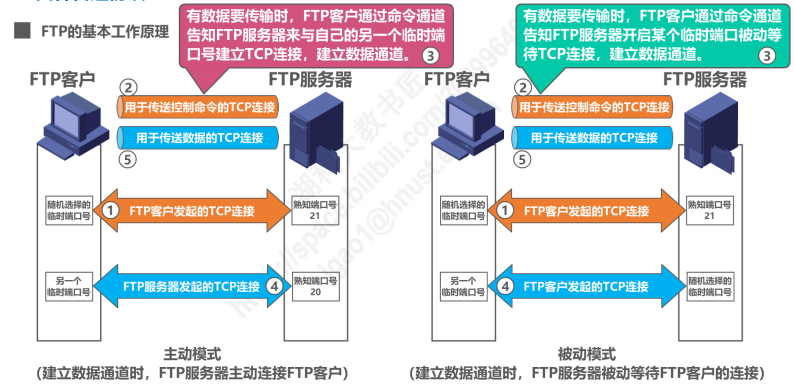 FTP的基本工作原理
有数据要传输时，FTP客户通过命令通道
告知FTP服务器来与自己的另一个临时端
口号建立TCP连接，建立数据通道。 ③
FTP客户
FTP服务器
②
用于传送控制命令的TCP连接
用于传送数据的TCP连接
⑤
随机选择的
临时端口号
① FTP客户发起的TCP连接
熟知端口号
21
另一个
临时端口号
FTP服务器发起的TCP连接 ④
熟知端口号
20
主动模式
（建立数据通道时，FTP服务器主动连接FTP客户）
有数据要传输时，FTP客户通过命令通道
告知FTP服务器开启某个临时端口被动等
待TCP连接，建立数据通道。 ③
FTP客户
FTP服务器
②
用于传送控制命令的TCP连接
用于传送数据的TCP连接
⑤
随机选择的
临时端口号
① FTP客户发起的TCP连接
熟知端口号
21
另一个
临时端口号
④ FTP客户发起的TCP连接
随机选择的
临时端口号
被动模式
（建立数据通道时，FTP服务器被动等待FTP客户的连接）